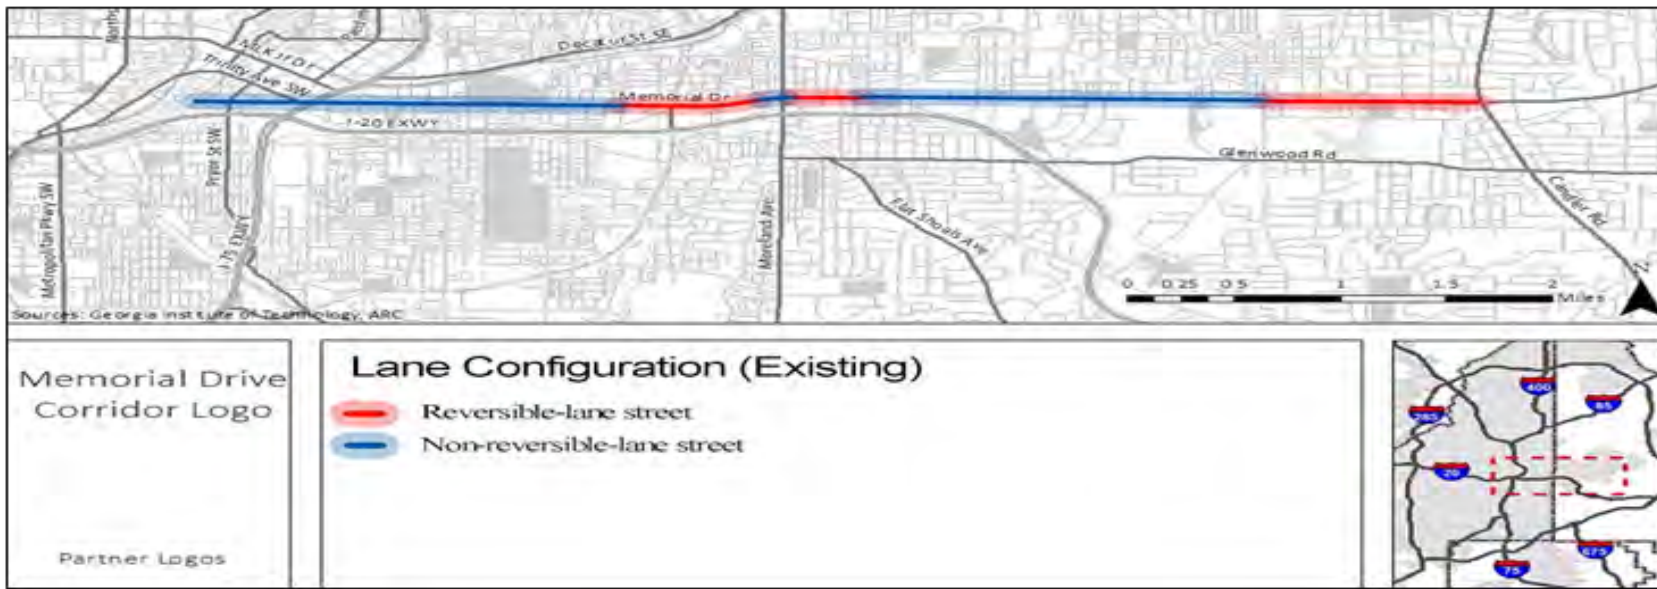 Norths
Piedm
MLK Jr Dr
Trinity Ave SW
Decatur St SE
Memorial Dr
I-20 EXWY
Pryor St SW
Glenwood Rd
Metropolitan Pkwy SW
I-75 EXWY
Moreland Ave
Flat Shoals Ave
Candler Rd
N
0 0.25 0.5 1 1.5 2
Miles
Sources: Georgia Institute of Technology, ARC
Memorial Drive
Corridor Logo
Partner Logos
Lane Configuration (Existing)
Reversible-lane street
Non-reversible-lane street
400
285
85
20
675
75